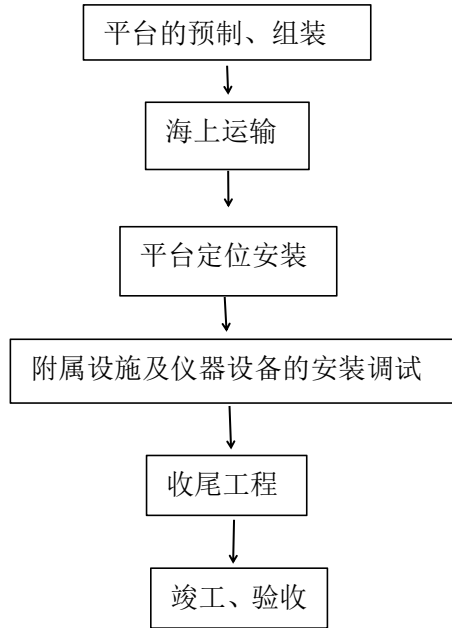 平台的预制、组装
海上运输
平台定位安装
附属设施及仪器设备的安装调试
收尾工程
竣工、验收